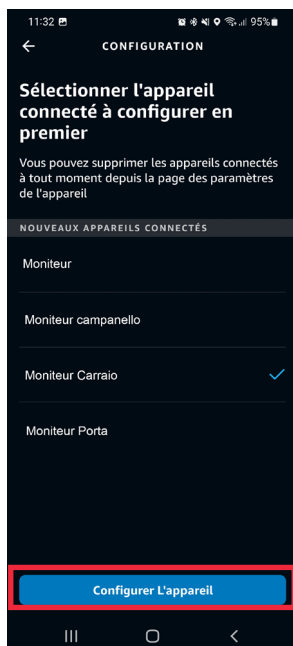 11:32 95%
CONFIGURATION
Sélectionner l'appareil
connecté à configurer en
premier
Vous pouvez supprimer les appareils connectés
à tout moment depuis la page des paramètres
de l'appareil
NOUVEAUX APPAREILS CONNECTÉS
Moniteur
Moniteur campanello
Moniteur Carraio
Moniteur Porta
Configurer L'appareil